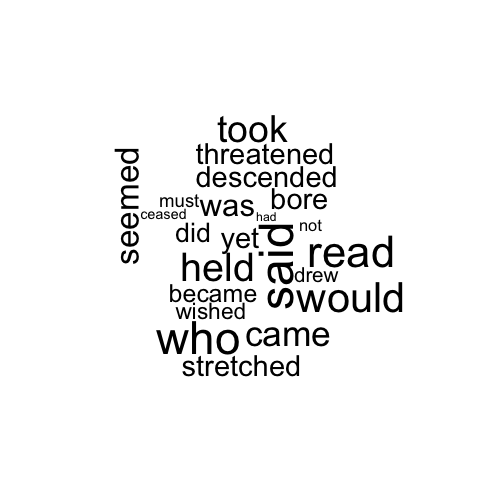 took
threatened
descended
seemed
must was bore
ceased had
did yet not
said
held read
drew
became would
wished
who came
stretched